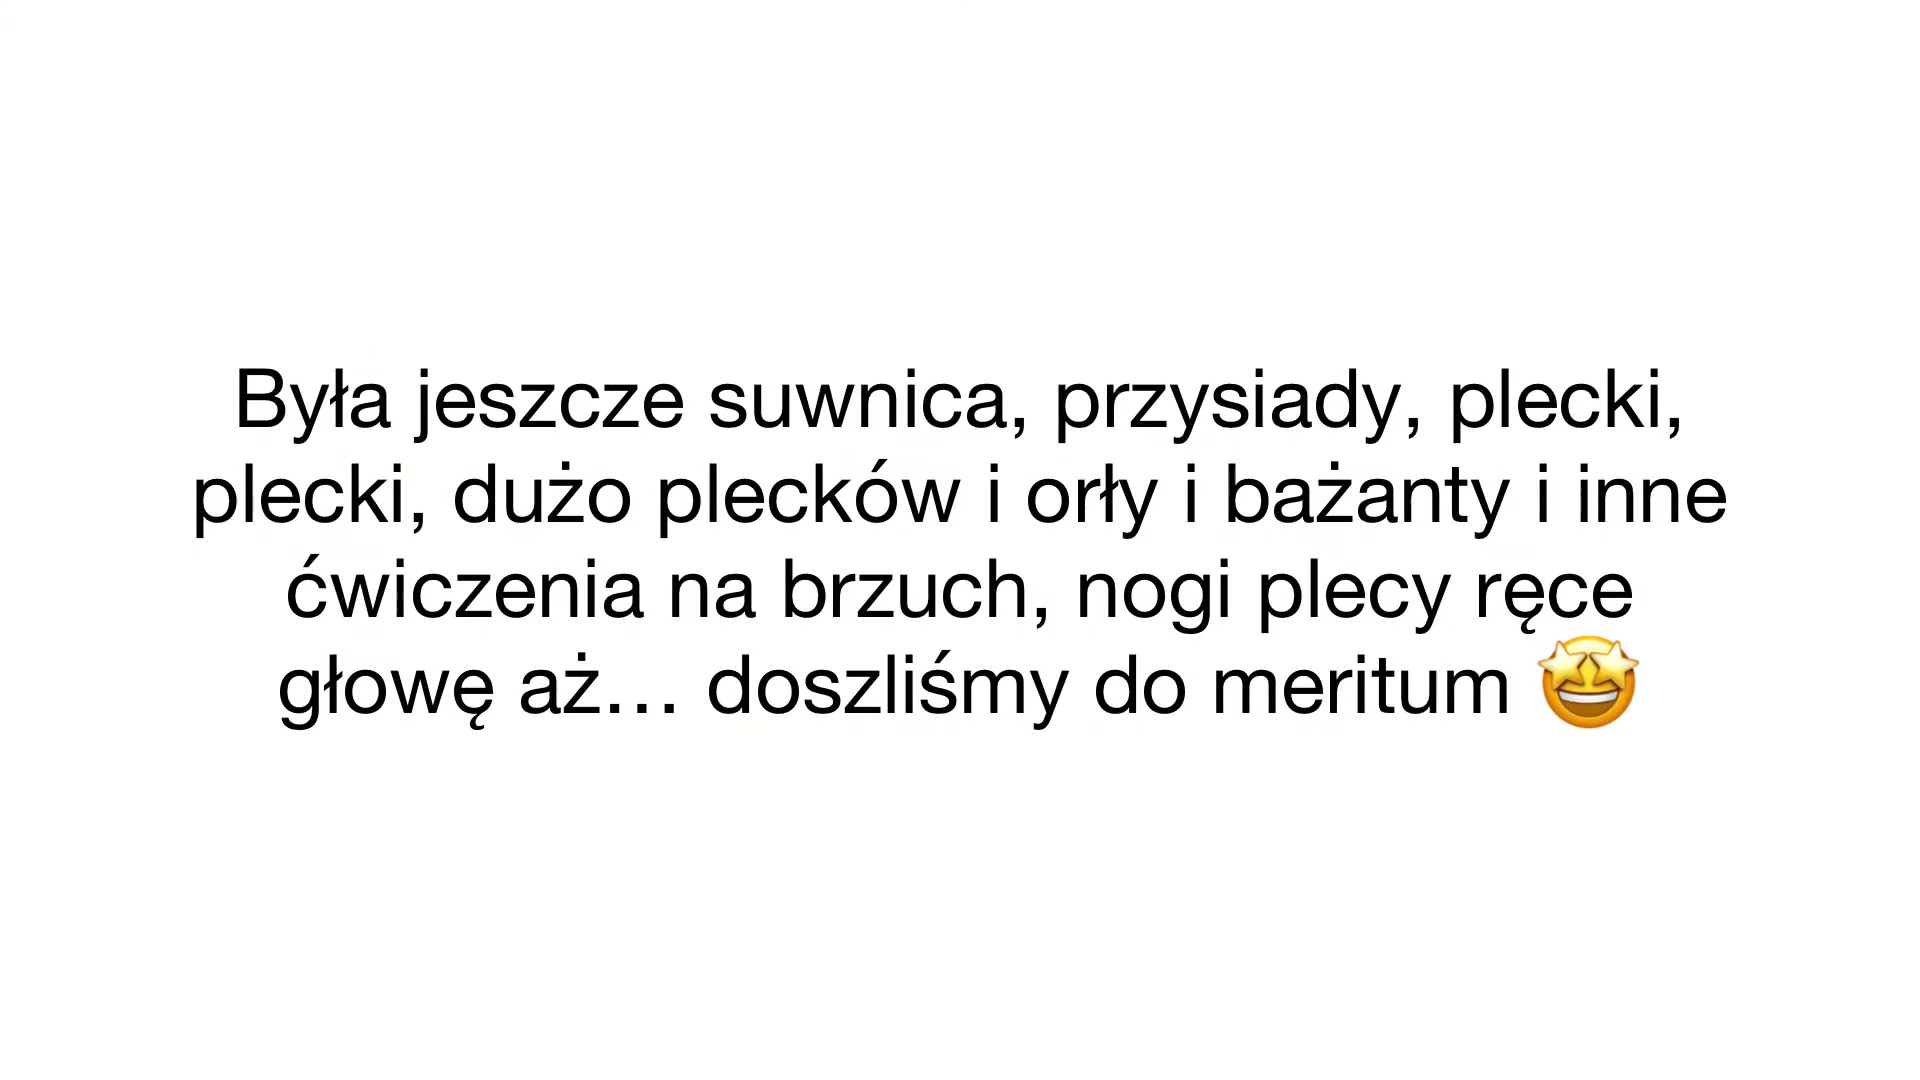 Była jeszcze suwnica, przysiady, plecki,
plecki, dużo plecków i orły i bażanty i inne
ćwiczenia na brzuch, nogi plecy ręce
głowę aż… doszliśmy do meritum 🤩